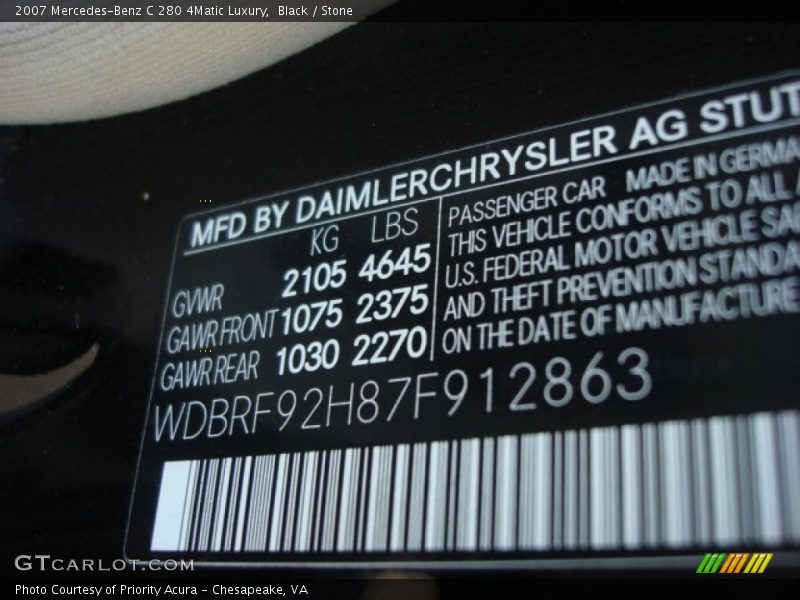 2007 Mercedes-Benz C 280 4Matic Luxury, Black / Stone
MFD BY DAIMLERCHRYSLER AG STUT
KG LBS
GVWR 2105 4645
GAWR FRONT 1075 2375
GAWR REAR 1030 2270
PASSENGER CAR MADE IN GERMA
THIS VEHICLE CONFORMS TO ALL A
U.S. FEDERAL MOTOR VEHICLE SA
AND THEFT PREVENTION STANDA
ON THE DATE OF MANUFACTURE
WDBRF92H87F912863
GTCARLOT.COM
Photo Courtesy of Priority Acura - Chesapeake, VA